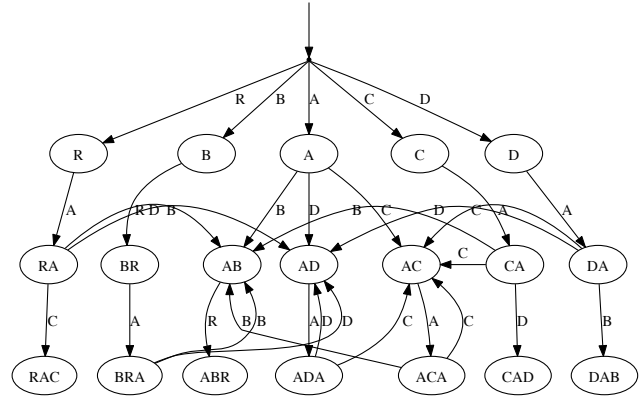 R B A C D
R B A C D
A R D B B D B C D C A A
RA BR AB AD AC CA DA
C
C A R B B A D D C A C D B
RAC BRA ABR ADA ACA CAD DAB